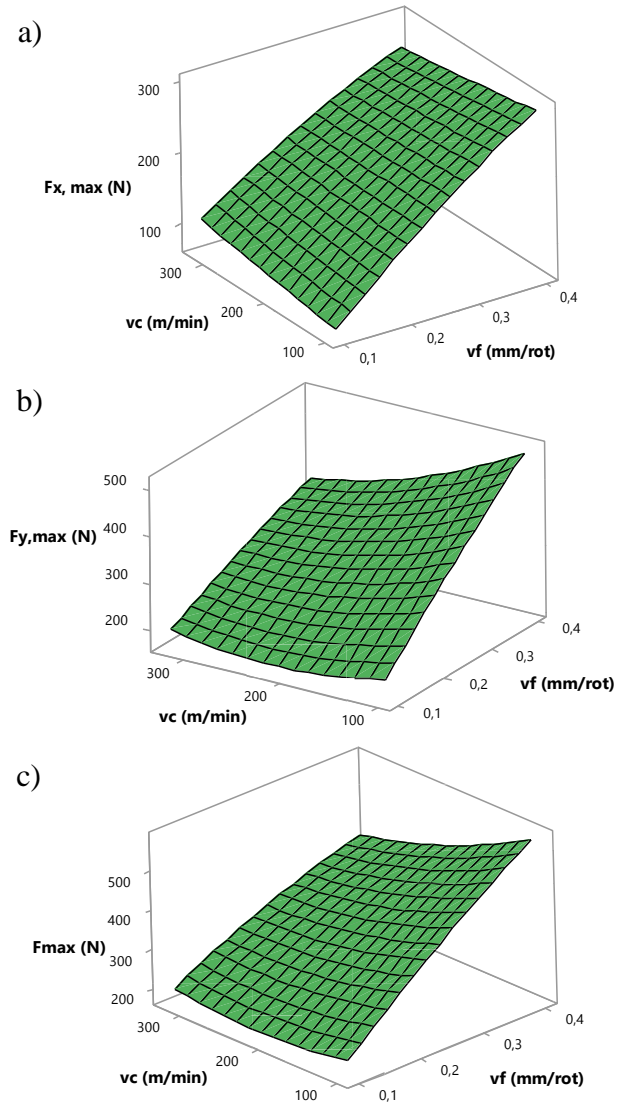 a)
300
200
Fx, max (N)
100
300
200
vc (m/min)
100
0,1
0,2
0,3
0,4
vf (mm/rot)
b)
500
400
Fy,max (N)
300
200
300
200
vc (m/min)
100
0,1
0,2
0,3
0,4
vf (mm/rot)
c)
500
400
Fmax (N)
300
200
300
200
vc (m/min)
100
0,1
0,2
0,3
0,4
vf (mm/rot)